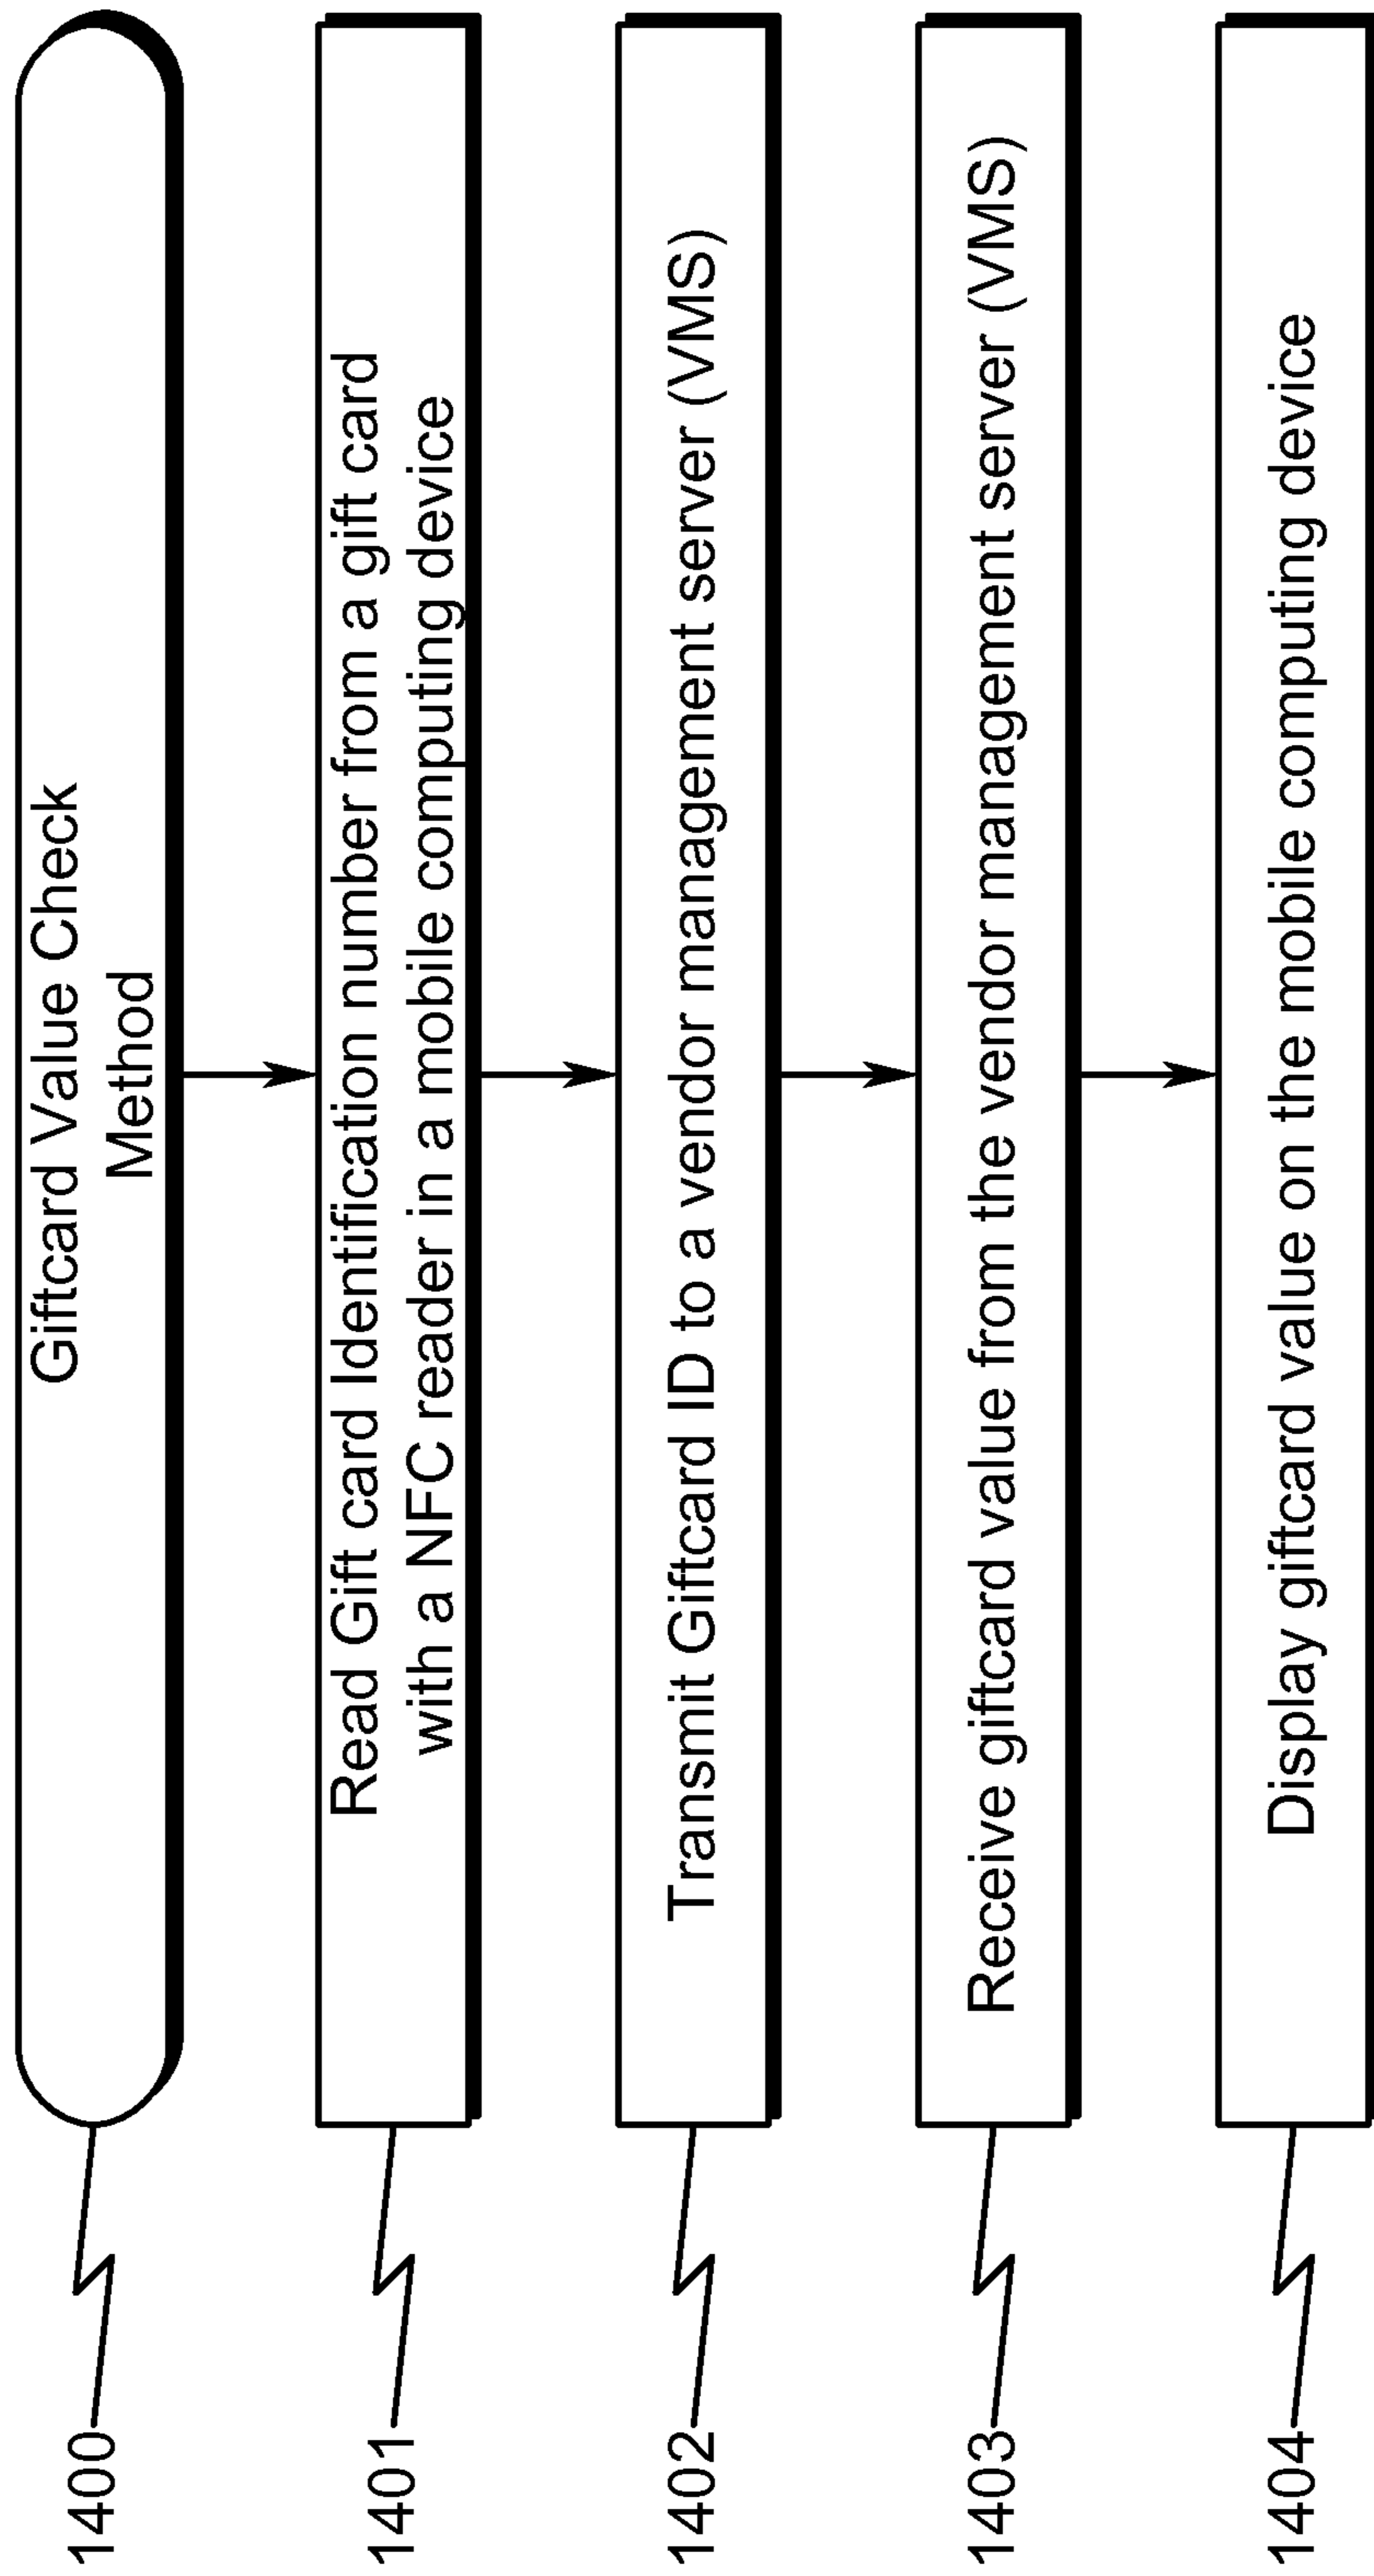 1400
Giftcard Value Check
Method
1401
Read Gift card Identification number from a gift card
with a NFC reader in a mobile computing device
1402
Transmit Giftcard ID to a vendor management server (VMS)
1403
Receive giftcard value from the vendor management server (VMS)
1404
Display giftcard value on the mobile computing device